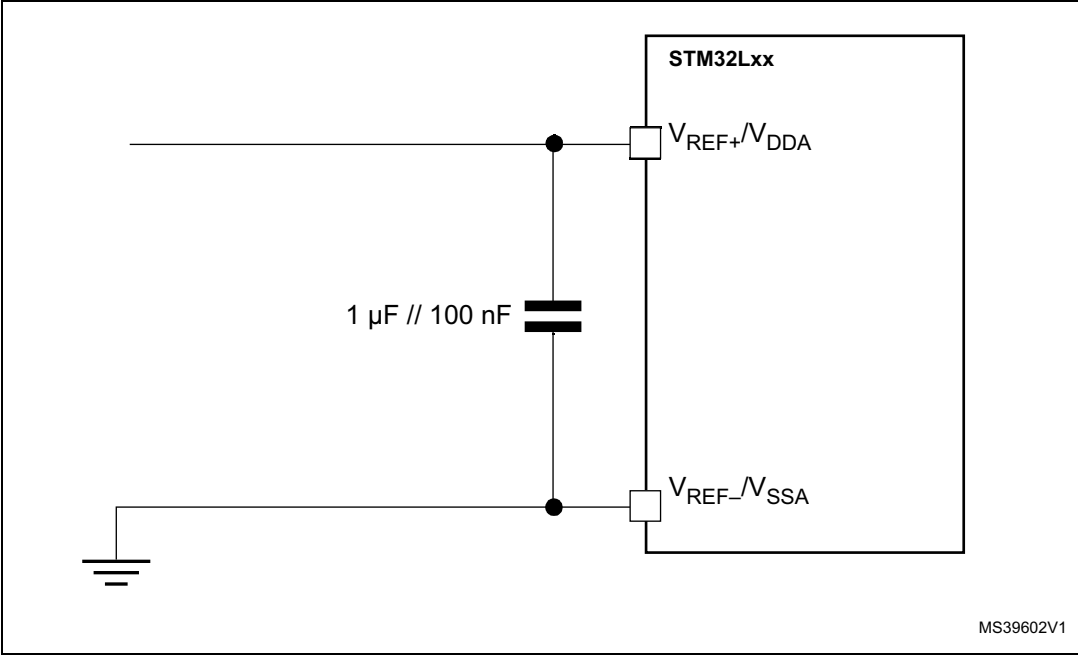 STM32Lxx
VREF+/VDDA
1 µF // 100 nF
VREF–/VSSA
MS39602V1